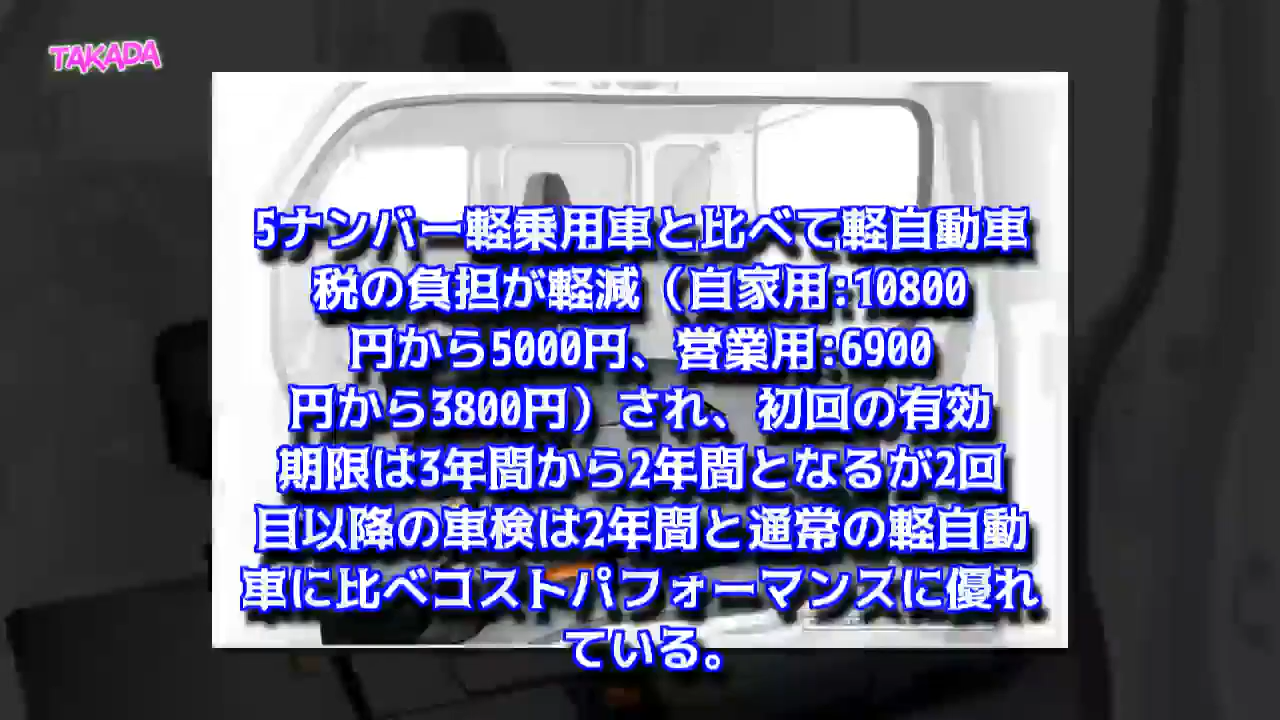 TAKADA
5ナンバー軽乗用車と比べて軽自動車
税の負担が軽減（自家用:10800
円から5000円、営業用:6900
円から3800円）され、初回の有効
期限は3年間から2年間となるが2回
目以降の車検は2年間と通常の軽自動
車に比べコストパフォーマンスに優れ
ている。